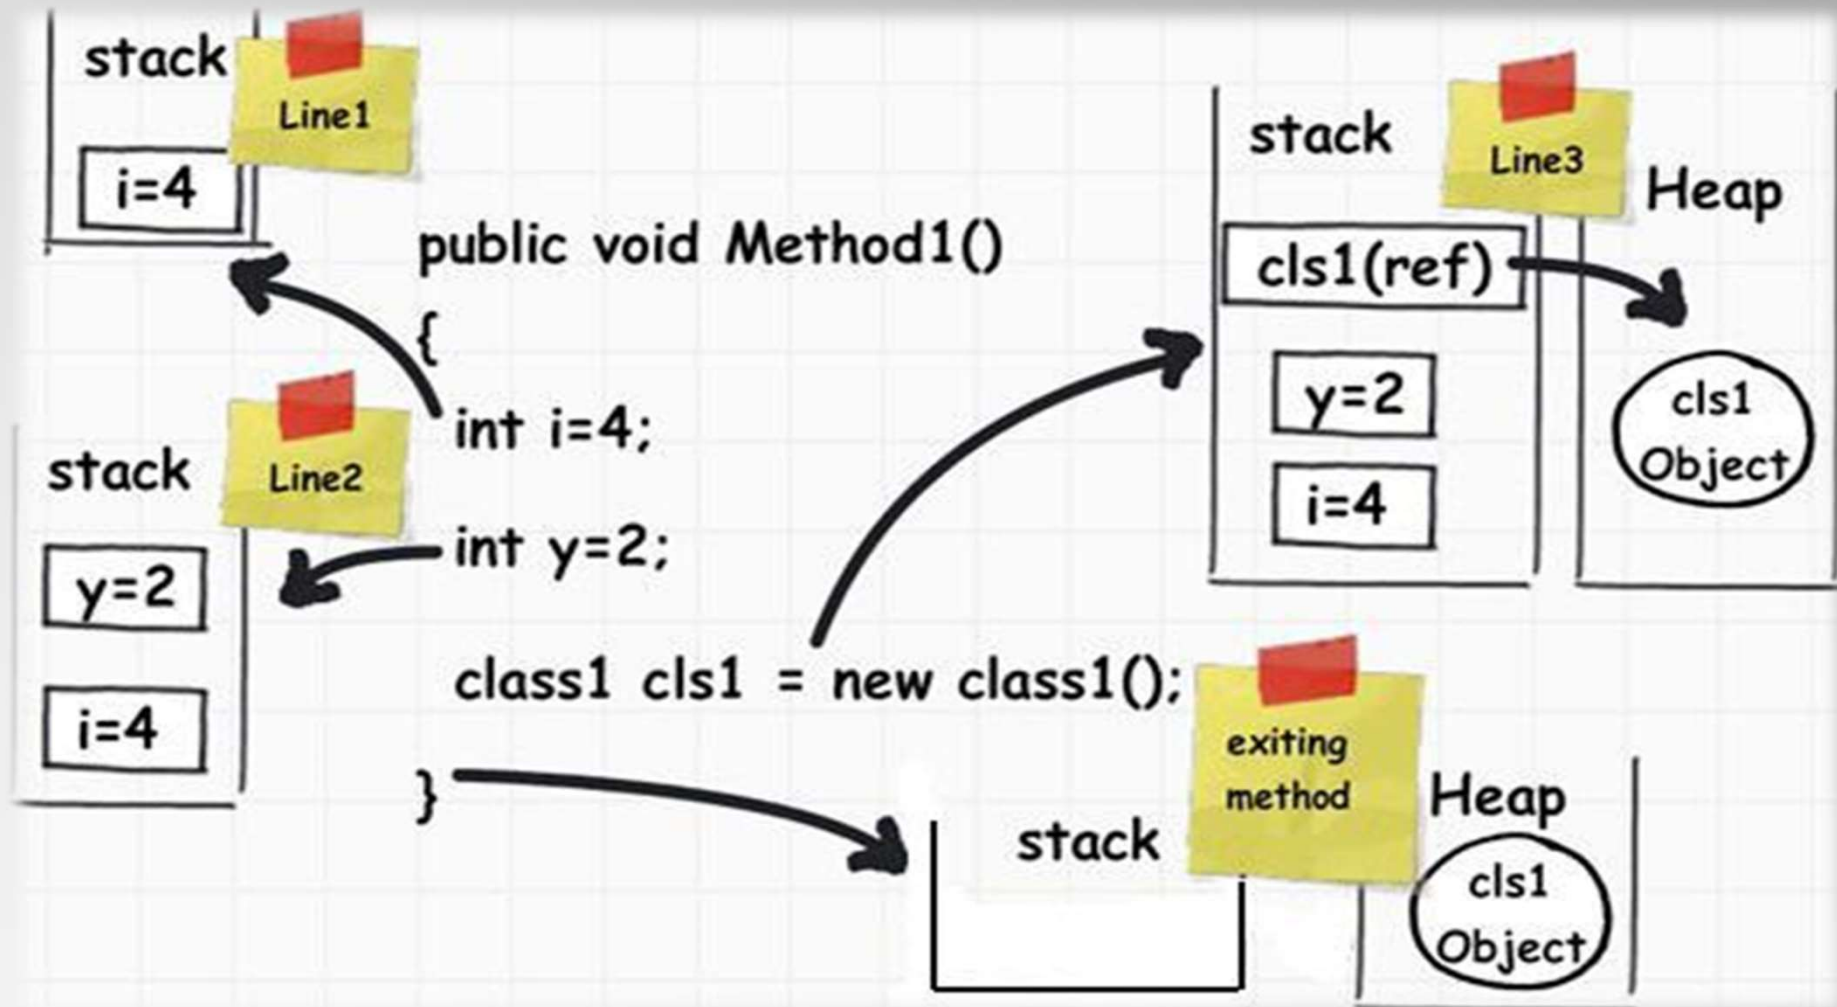 stack
Line1
i=4
public void Method1()
{
int i=4;
stack
Line2
int y=2;
y=2
i=4
class1 cls1 = new class1();
}
stack
Line3
Heap
cls1(ref)
y=2
i=4
cls1
Object
exiting
method
stack
Heap
cls1
Object